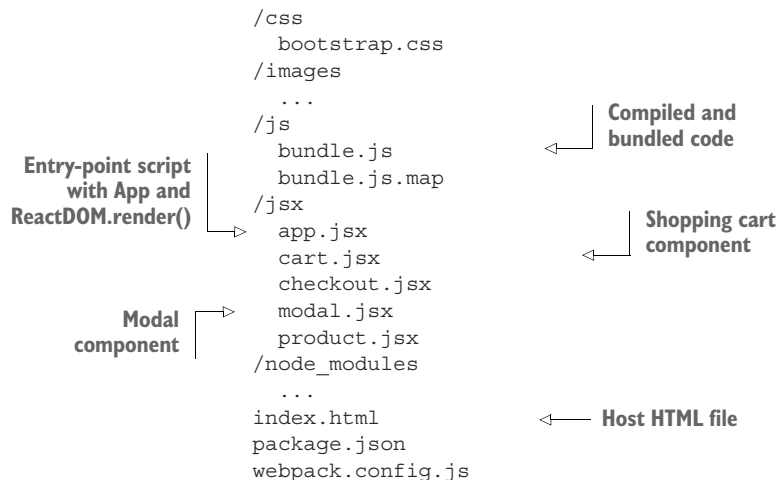 /css
bootstrap.css
/images
...
/js
bundle.js
bundle.js.map
/jsx
app.jsx
cart.jsx
checkout.jsx
modal.jsx
product.jsx
/node_modules
...
index.html
package.json
webpack.config.js
Compiled and
bundled code
Entry-point script
with App and
ReactDOM.render()
Shopping cart
component
Modal
component
Host HTML file